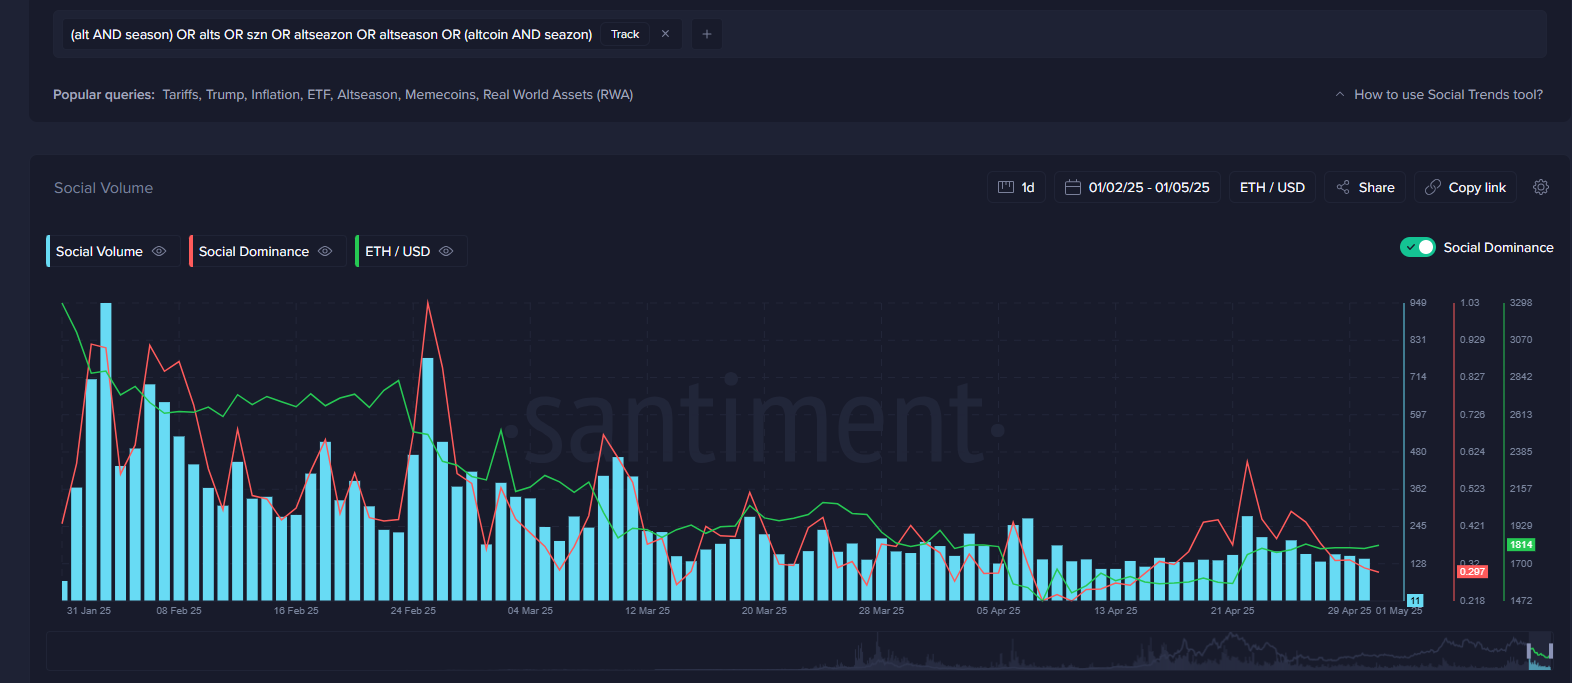 (alt AND season) OR alts OR szn OR altseazon OR altseason OR (altcoin AND seazon) Track
Popular queries: Tariffs, Trump, Inflation, ETF, Altseason, Memecoins, Real World Assets (RWA)
How to use Social Trends tool?
Social Volume
1d
01/02/25 - 01/05/25
ETH / USD
Share
Copy link
Social Volume
Social Dominance
ETH / USD
Social Dominance
·santiment·
949 1.03 3298
831 0.929 3070
714 0.827 2842
597 0.726 2613
480 0.624 2385
362 0.523 2157
245 0.421 1929
1814
128 1700
0.297
11 0.218 1472
31 Jan 25 08 Feb 25 16 Feb 25 24 Feb 25 04 Mar 25 12 Mar 25 20 Mar 25 28 Mar 25 05 Apr 25 13 Apr 25 21 Apr 25 29 Apr 25 01 May 25